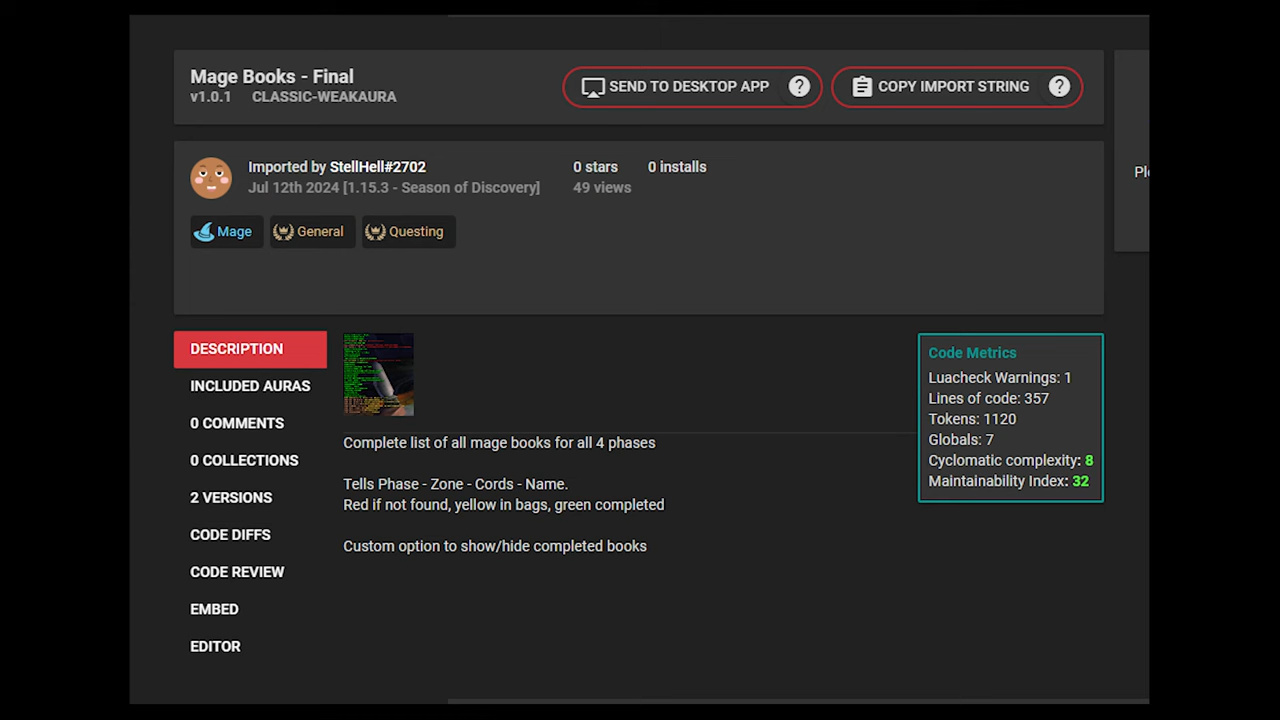 Mage Books - Final
v1.0.1 CLASSIC-WEAKAURA
SEND TO DESKTOP APP ?
COPY IMPORT STRING ?
Imported by StellHell#2702
Jul 12th 2024 [1.15.3 - Season of Discovery]
0 stars 0 installs
49 views
Mage General Questing
DESCRIPTION
INCLUDED AURAS
0 COMMENTS
0 COLLECTIONS
2 VERSIONS
CODE DIFFS
CODE REVIEW
EMBED
EDITOR
Complete list of all mage books for all 4 phases
Tells Phase - Zone - Cords - Name.
Red if not found, yellow in bags, green completed
Custom option to show/hide completed books
Code Metrics
Luacheck Warnings: 1
Lines of code: 357
Tokens: 1120
Globals: 7
Cyclomatic complexity: 8
Maintainability Index: 32